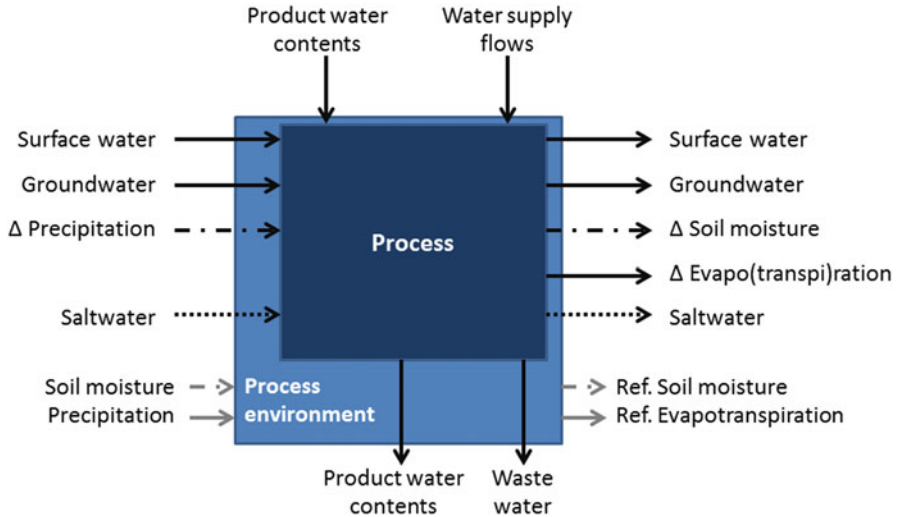 Product water
contents
Water supply
flows
Surface water
Groundwater
Δ Precipitation
Saltwater
Soil moisture
Precipitation
Process
Process
environment
Surface water
Groundwater
Δ Soil moisture
Δ Evapo(transpi)ration
Saltwater
Ref. Soil moisture
Ref. Evapotranspiration
Product water
contents
Waste
water